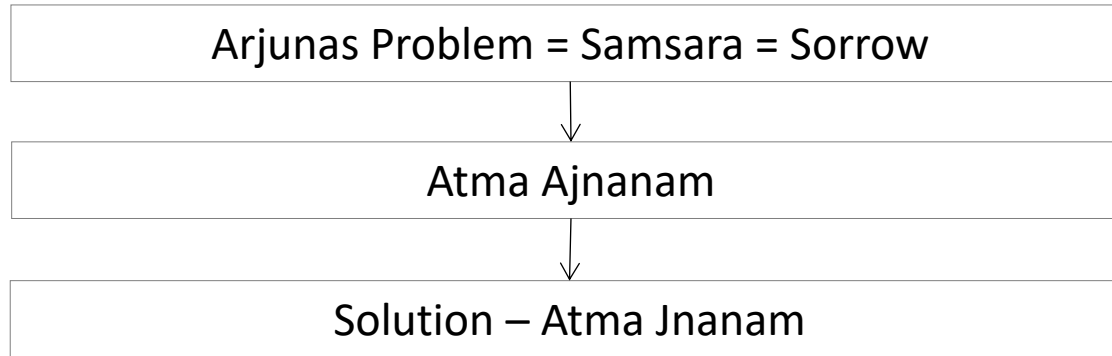 Arjunas Problem = Samsara = Sorrow
Atma Ajnanam
Solution – Atma Jnanam